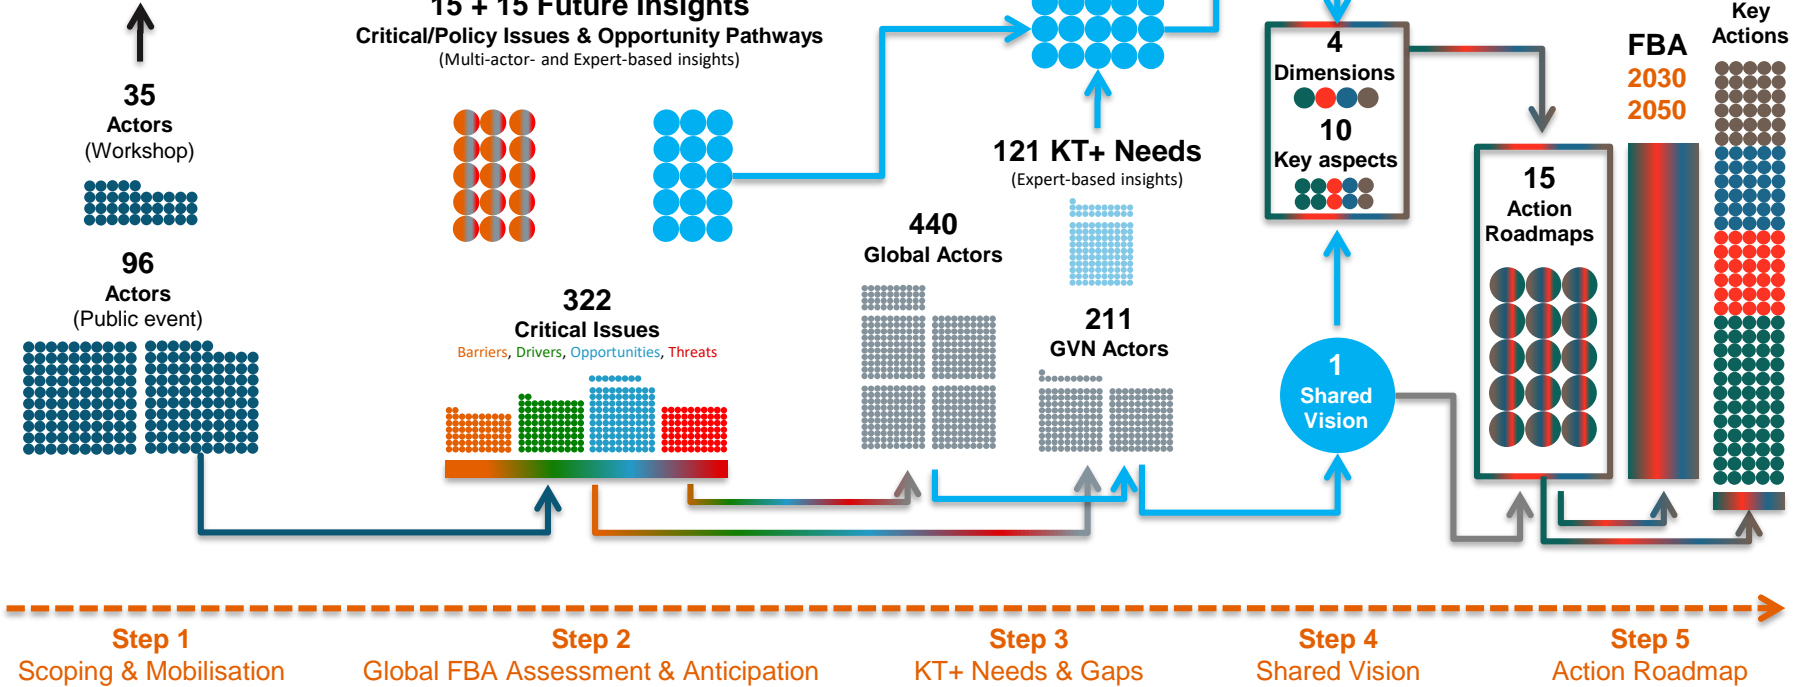 15 + 15 Future Insights
Critical/Policy Issues & Opportunity Pathways
(Multi-actor- and Expert-based insights)
35
Actors
(Workshop)
96
Actors
(Public event)
322
Critical Issues
Barriers, Drivers, Opportunities, Threats
440
Global Actors
121 KT+ Needs
(Expert-based insights)
211
GVN Actors
4
Dimensions
10
Key aspects
1
Shared
Vision
15
Action
Roadmaps
FBA
2030
2050
Key
Actions
Step 1
Scoping & Mobilisation
Step 2
Global FBA Assessment & Anticipation
Step 3
KT+ Needs & Gaps
Step 4
Shared Vision
Step 5
Action Roadmap